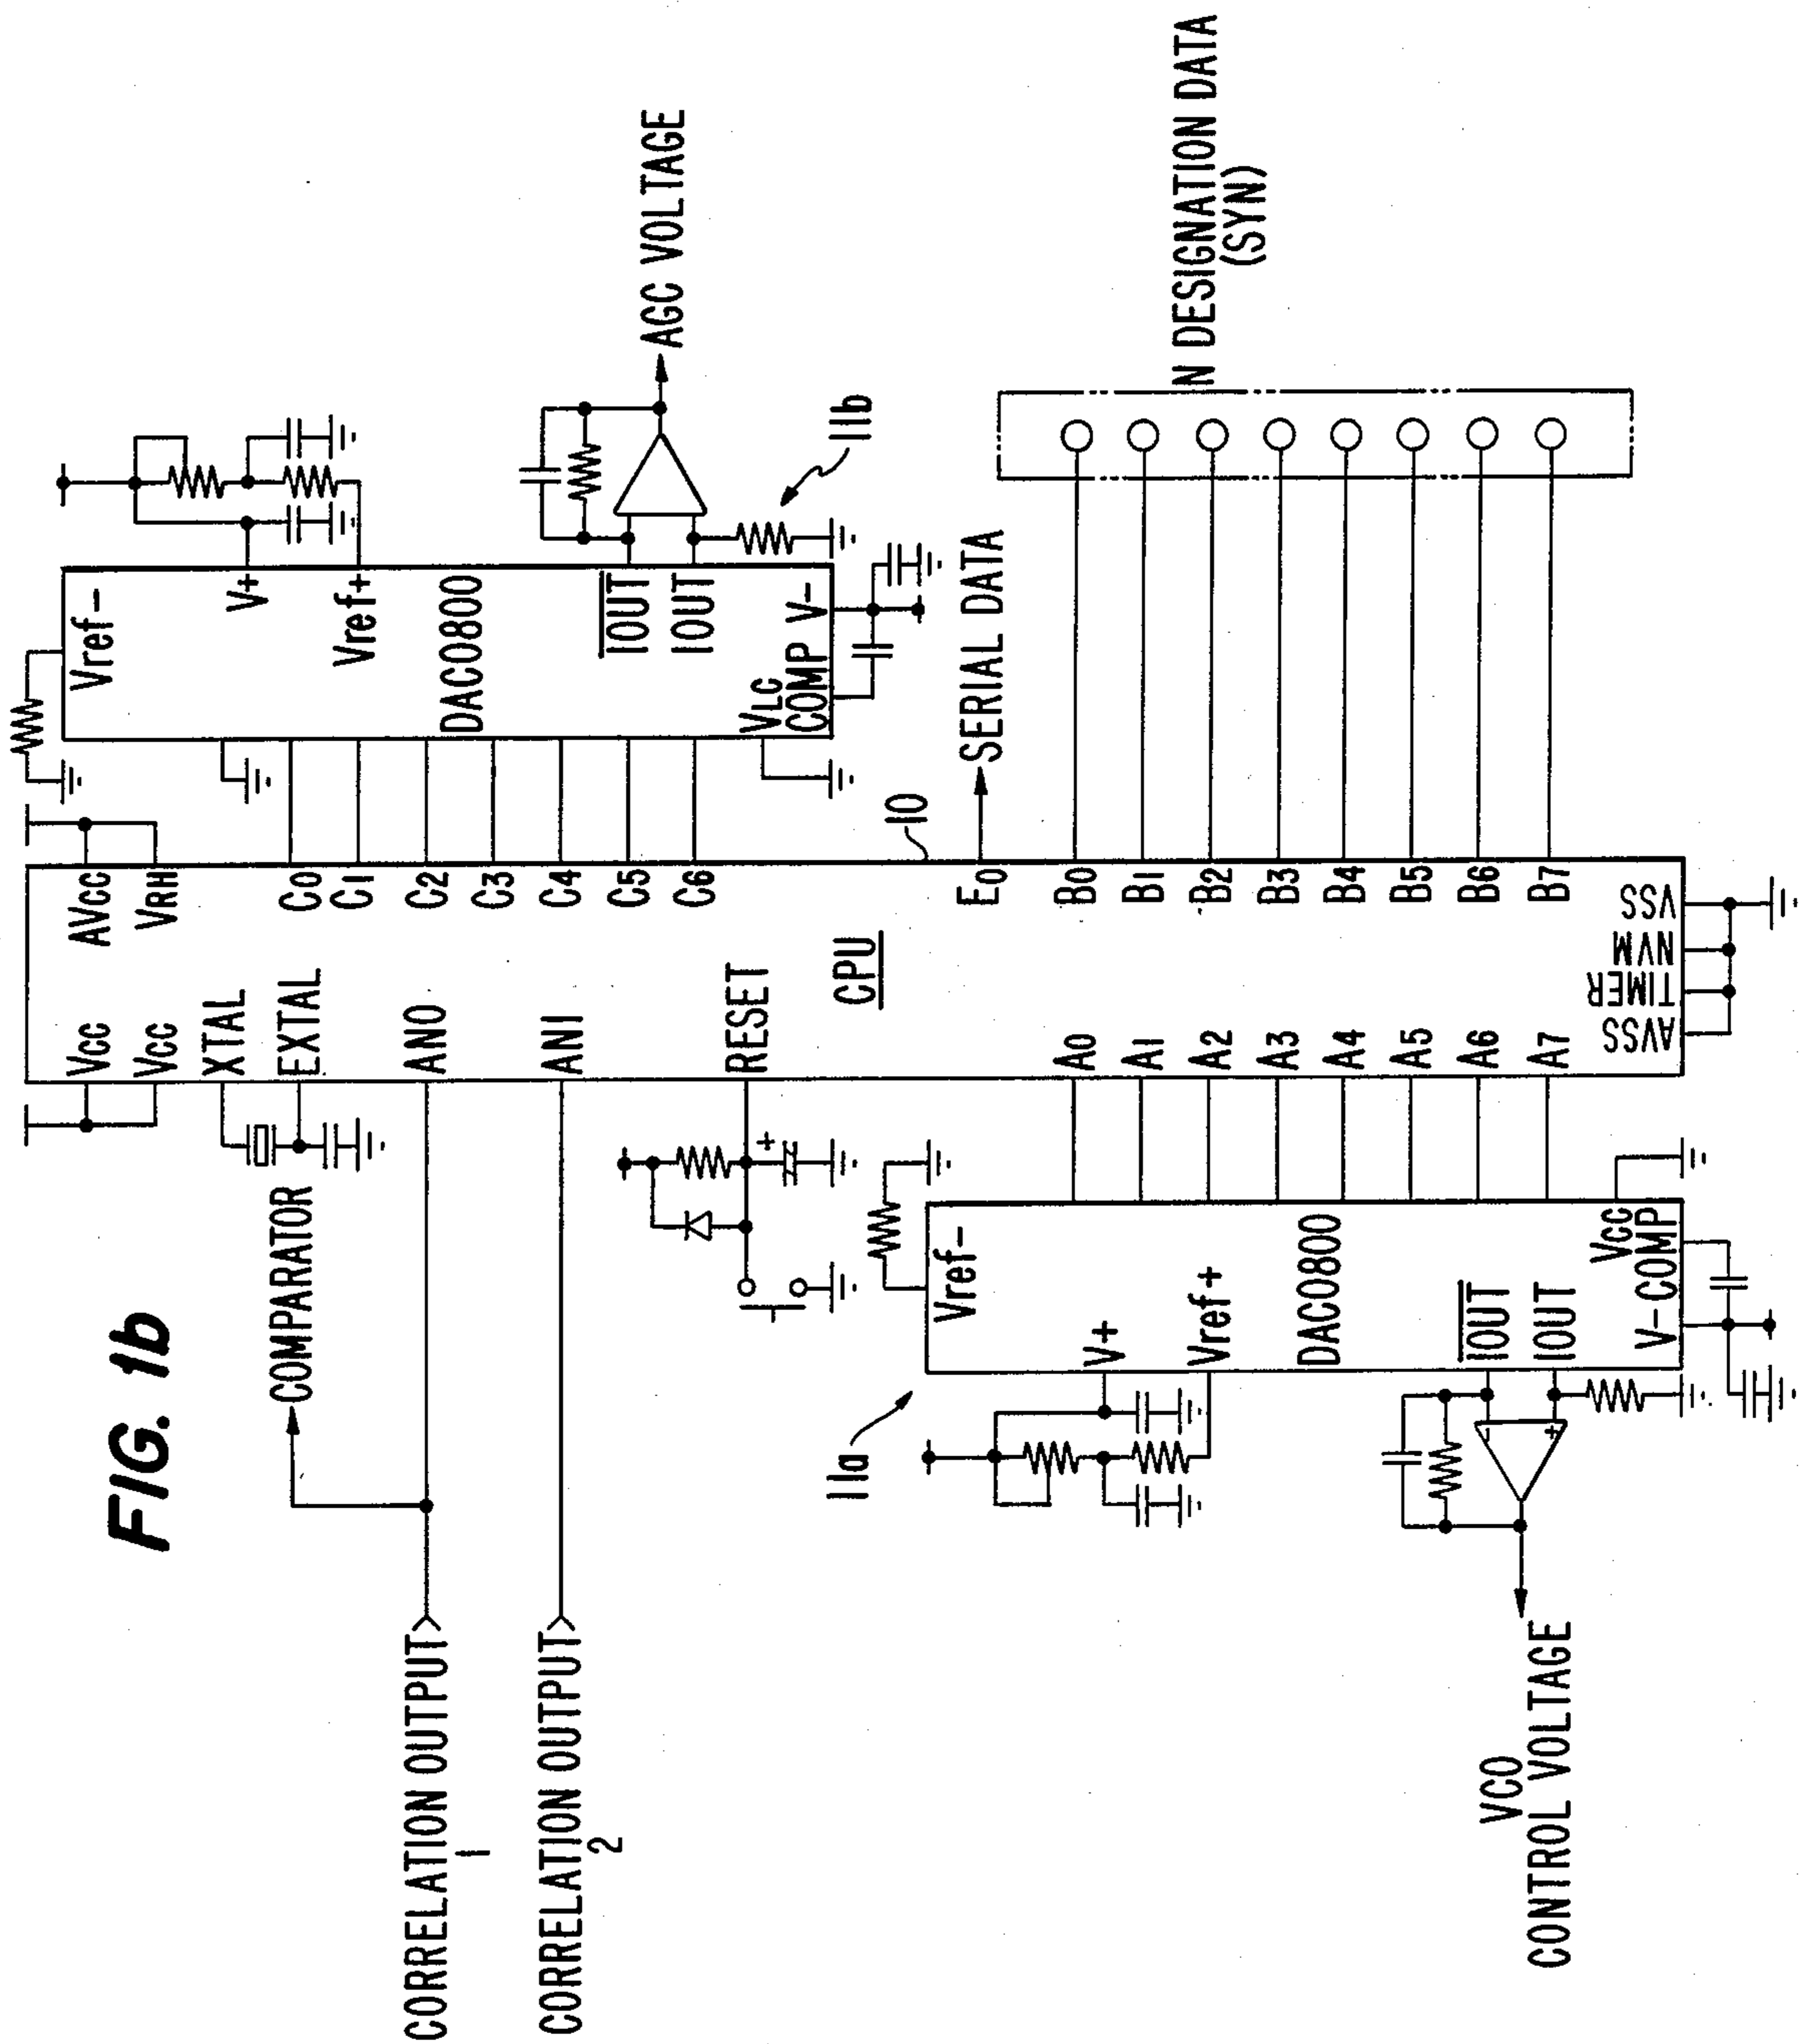 FIG. 1b
CORRELATION OUTPUT
1
CORRELATION OUTPUT
2
COMPARATOR
VCC
VCC
XTAL
EXTAL
AN0
AN1
RESET
AVCC
VRH
C0
C1
C2
C3
C4
C5
C6
CPU
10
E0
SERIAL DATA
B0
B1
B2
B3
B4
B5
B6
B7
A0
A1
A2
A3
A4
A5
A6
A7
AVSS
TIMER
NVM
VSS
Vref-
V+
Vref+
DAC0800
IOUT
IOUT
VLC
COMP
V-
11b
AGC VOLTAGE
N DESIGNATION DATA
(SYN)
11a
Vref-
V+
Vref+
DAC0800
IOUT
IOUT
VCC
V-
COMP
-
+
+
VCO
CONTROL VOLTAGE